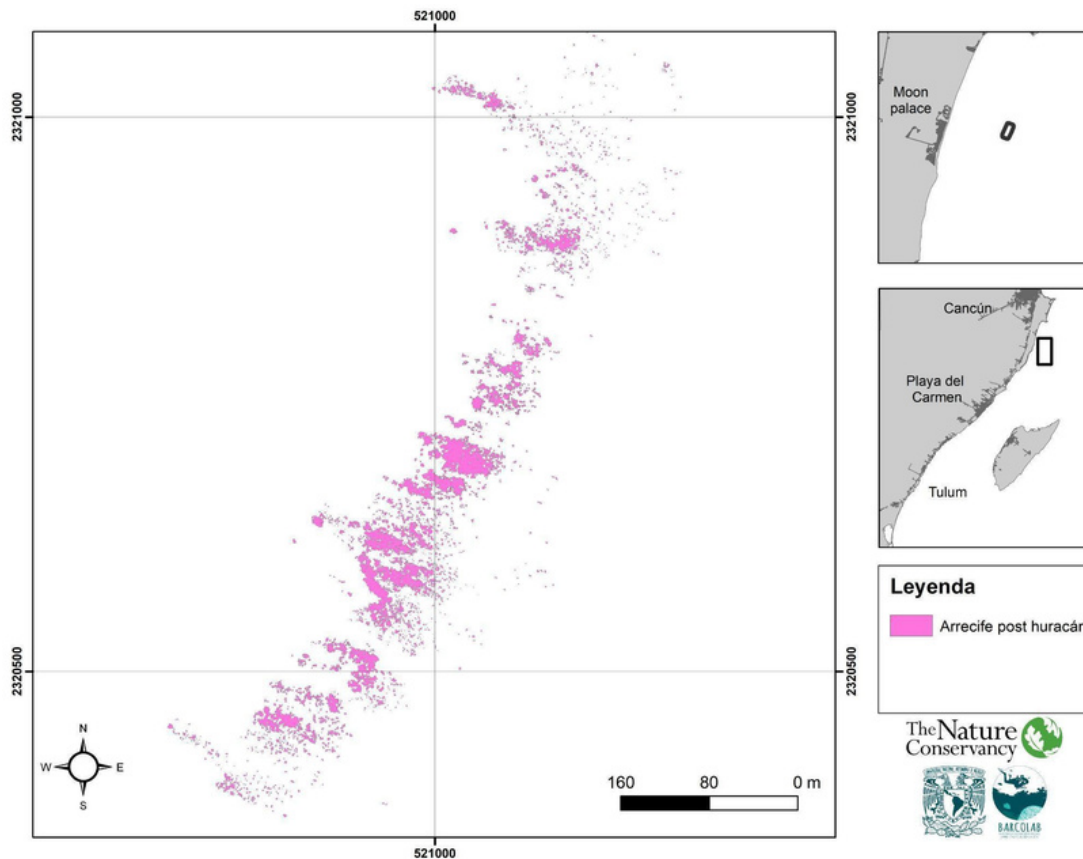 521000
2321000
2321000
Moon
palace
Cancún
Playa del
Carmen
Tulum
2320500
2320500
Leyenda
Arrecife post huracán
N
W E
S
160 80 0 m
521000
The Nature
Conservancy
BARCOLAB